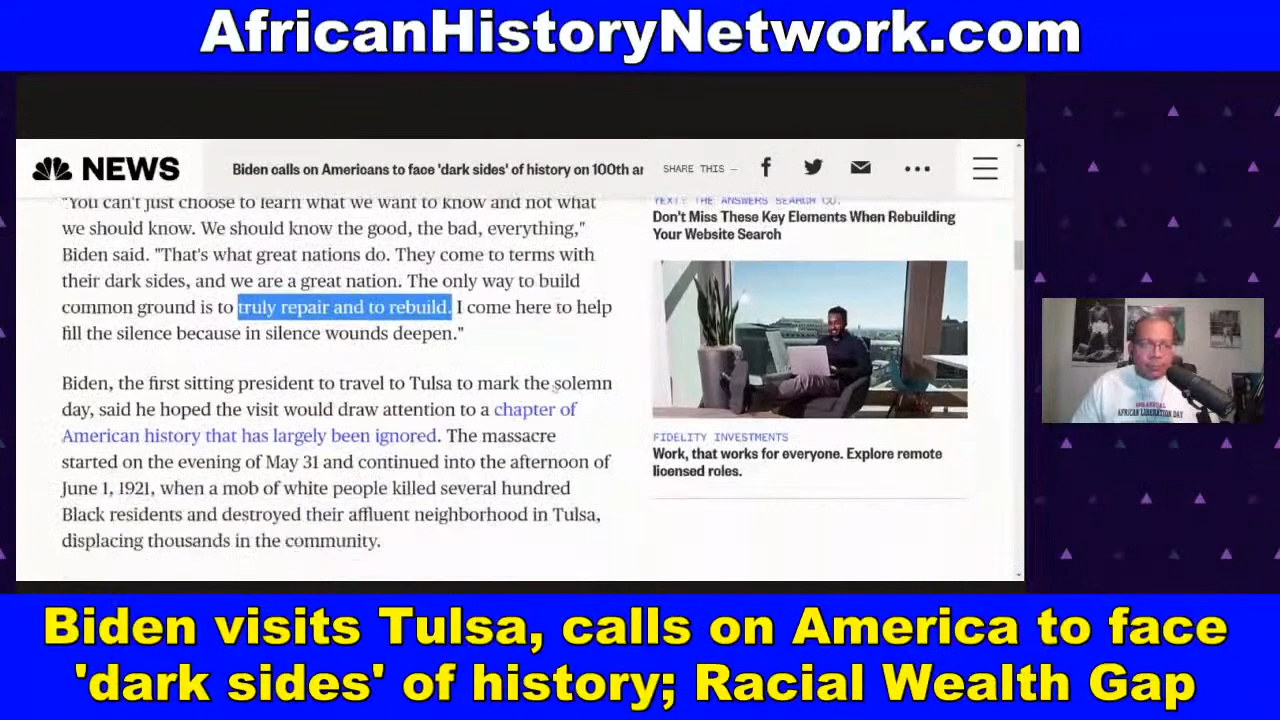 AfricanHistoryNetwork.com
NEWS
Biden calls on Americans to face 'dark sides' of history on 100th ar
SHARE THIS —
"You can't just choose to learn what we want to know and not what
we should know. We should know the good, the bad, everything,"
Biden said. "That's what great nations do. They come to terms with
their dark sides, and we are a great nation. The only way to build
common ground is to truly repair and to rebuild. I come here to help
fill the silence because in silence wounds deepen."
Biden, the first sitting president to travel to Tulsa to mark the solemn
day, said he hoped the visit would draw attention to a chapter of
American history that has largely been ignored. The massacre
started on the evening of May 31 and continued into the afternoon of
June 1, 1921, when a mob of white people killed several hundred
Black residents and destroyed their affluent neighborhood in Tulsa,
displacing thousands in the community.
YEXT: THE ANSWERS SEARCH CO.
Don't Miss These Key Elements When Rebuilding
Your Website Search
FIDELITY INVESTMENTS
Work, that works for everyone. Explore remote
licensed roles.
AFRICAN LIBERATION DAY
Biden visits Tulsa, calls on America to face
'dark sides' of history; Racial Wealth Gap